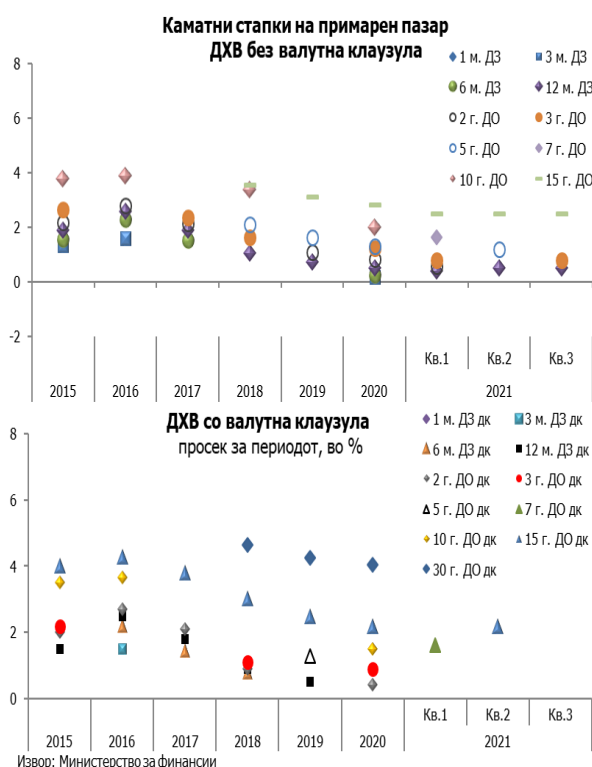 Каматни стапки на примарен пазар
ДХВ без валутна клаузула
8
6
4
2
0
-2
1 м. ДЗ
3 м. ДЗ
6 м. ДЗ
12 м. ДЗ
2 г. ДО
3 г. ДО
5 г. ДО
7 г. ДО
10 г. ДО
15 г. ДО
Кв.1
Кв.2
Кв.3
2015
2016
2017
2018
2019
2020
2021
ДХВ со валутна клаузула
просек за периодот, во %
8
6
4
2
0
1 м. ДЗ дк
3 м. ДЗ дк
6 м. ДЗ дк
12 м. ДЗ дк
2 г. ДО дк
3 г. ДО дк
5 г. ДО дк
7 г. ДО дк
10 г. ДО дк
15 г. ДО дк
30 г. ДО дк
Кв.1
Кв.2
Кв.3
2015
2016
2017
2018
2019
2020
2021
Извор: Министерство за финансии